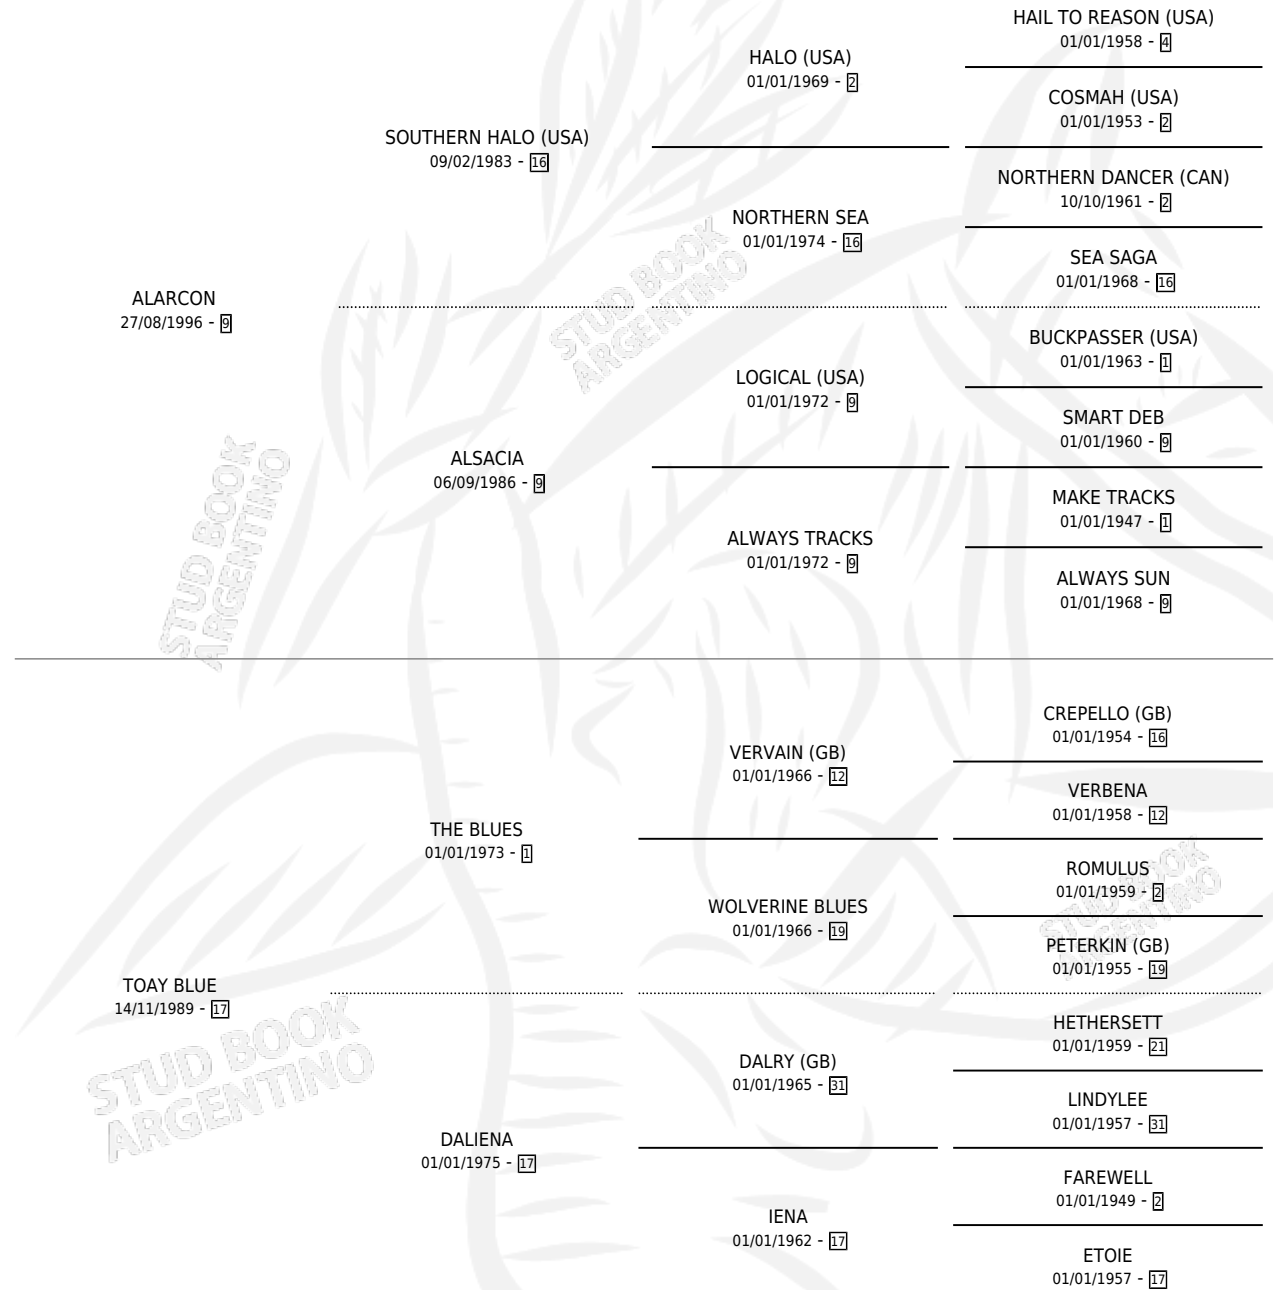 HAIL TO REASON (USA)
01/01/1958 - 4
HALO (USA)
01/01/1969 - 2
COSMAH (USA)
01/01/1953 - 2
SOUTHERN HALO (USA)
09/02/1983 - 16
NORTHERN DANCER (CAN)
10/10/1961 - 2
NORTHERN SEA
01/01/1974 - 16
SEA SAGA
01/01/1968 - 16
STUD BOOK
ARGENTINO
ALARCON
27/08/1996 - 9
BUCKPASSER (USA)
01/01/1963 - 1
LOGICAL (USA)
01/01/1972 - 9
SMART DEB
01/01/1960 - 9
ALSACIA
06/09/1986 - 9
MAKE TRACKS
01/01/1947 - 1
ALWAYS TRACKS
01/01/1972 - 9
ALWAYS SUN
01/01/1968 - 9
STUD BOOK
ARGENTINO
CREPELLO (GB)
01/01/1954 - 16
VERVAIN (GB)
01/01/1966 - 12
VERBENA
01/01/1958 - 12
THE BLUES
01/01/1973 - 1
ROMULUS
01/01/1959 - 2
WOLVERINE BLUES
01/01/1966 - 19
PETERKIN (GB)
01/01/1955 - 19
STUD BOOK
ARGENTINO
TOAY BLUE
14/11/1989 - 17
HETHERSETT
01/01/1959 - 21
DALRY (GB)
01/01/1965 - 31
LINDYLEE
01/01/1957 - 31
STUD BOOK
ARGENTINO
DALIENA
01/01/1975 - 17
FAREWELL
01/01/1949 - 2
IENA
01/01/1962 - 17
ETOIE
01/01/1957 - 17